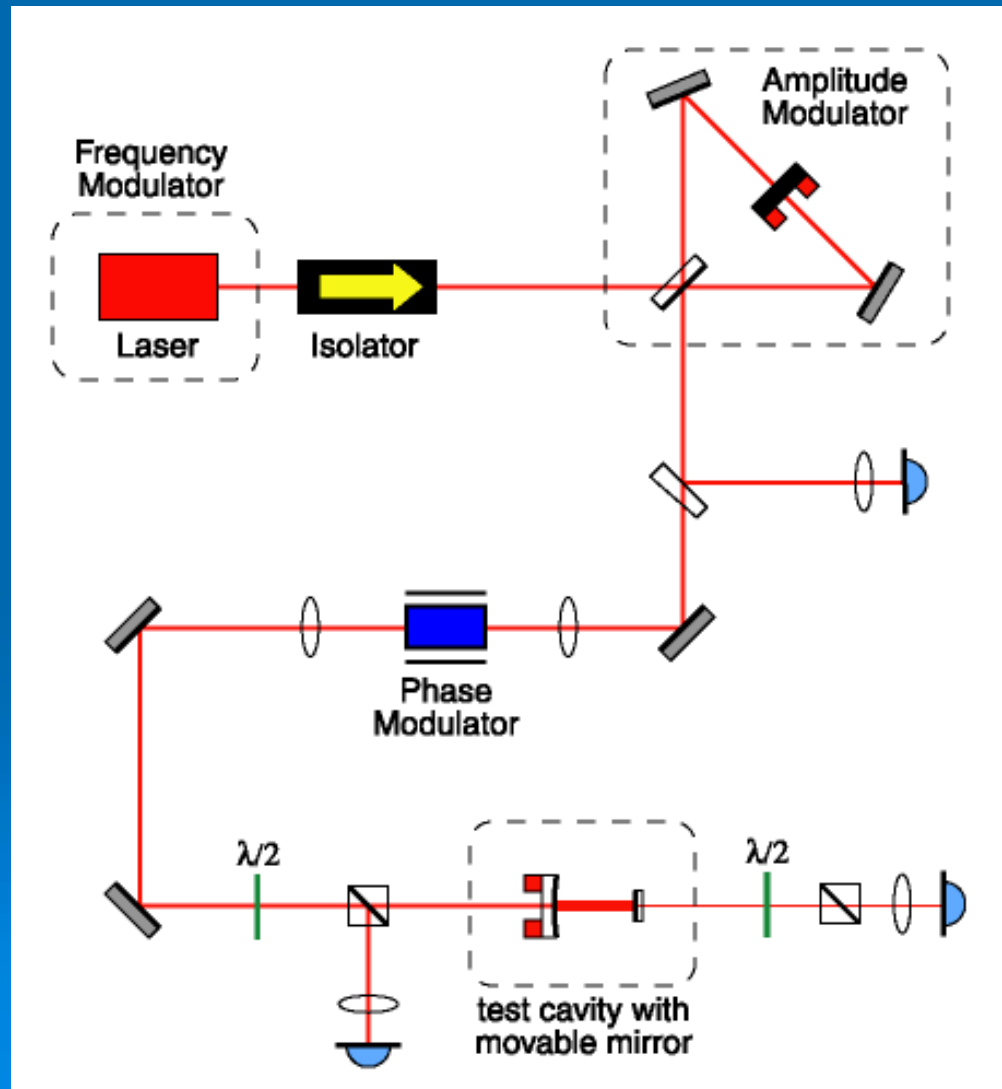 Amplitude
Modulator
Frequency
Modulator
Laser
Isolator
Phase
Modulator
λ/2
λ/2
test cavity with
movable mirror